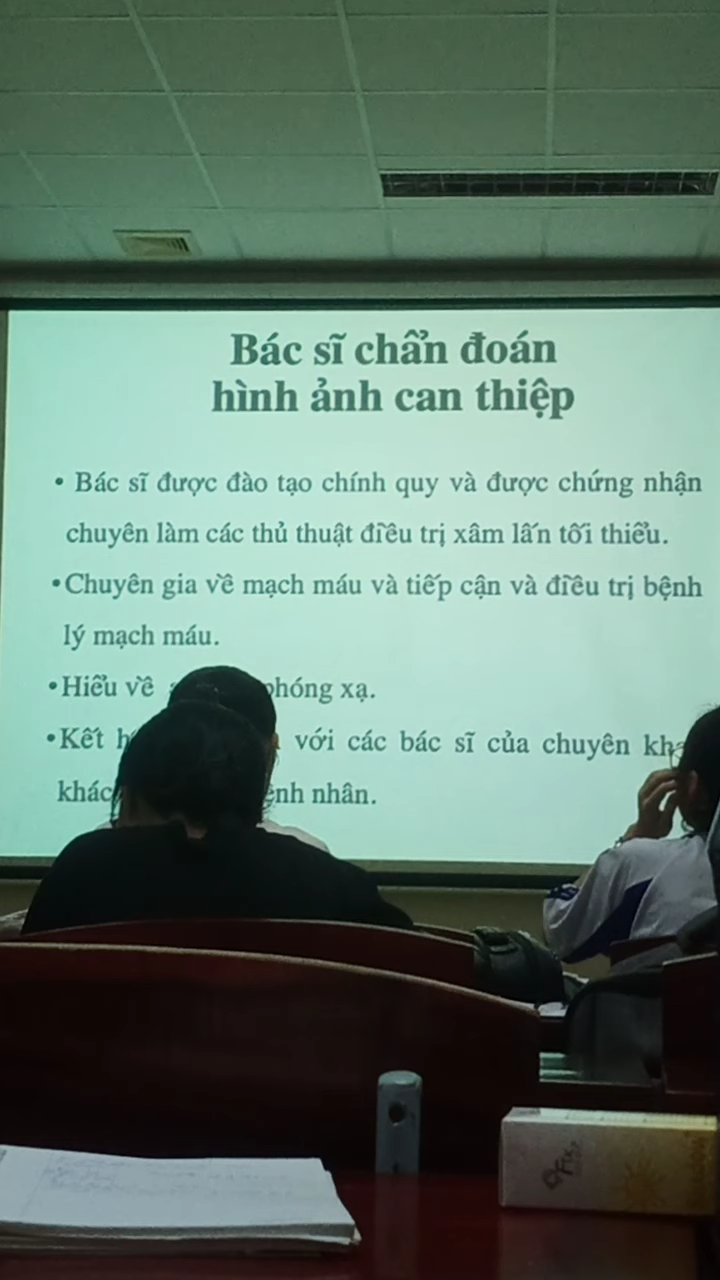 Bác sĩ chẩn đoán
hình ảnh can thiệp
• Bác sĩ được đào tạo chính quy và được chứng nhận
chuyên làm các thủ thuật điều trị xâm lấn tối thiểu.
•Chuyên gia về mạch máu và tiếp cận và điều trị bệnh
lý mạch máu.
•Hiểu về phóng xạ.
•Kết với các bác sĩ của chuyên
khác nhân.